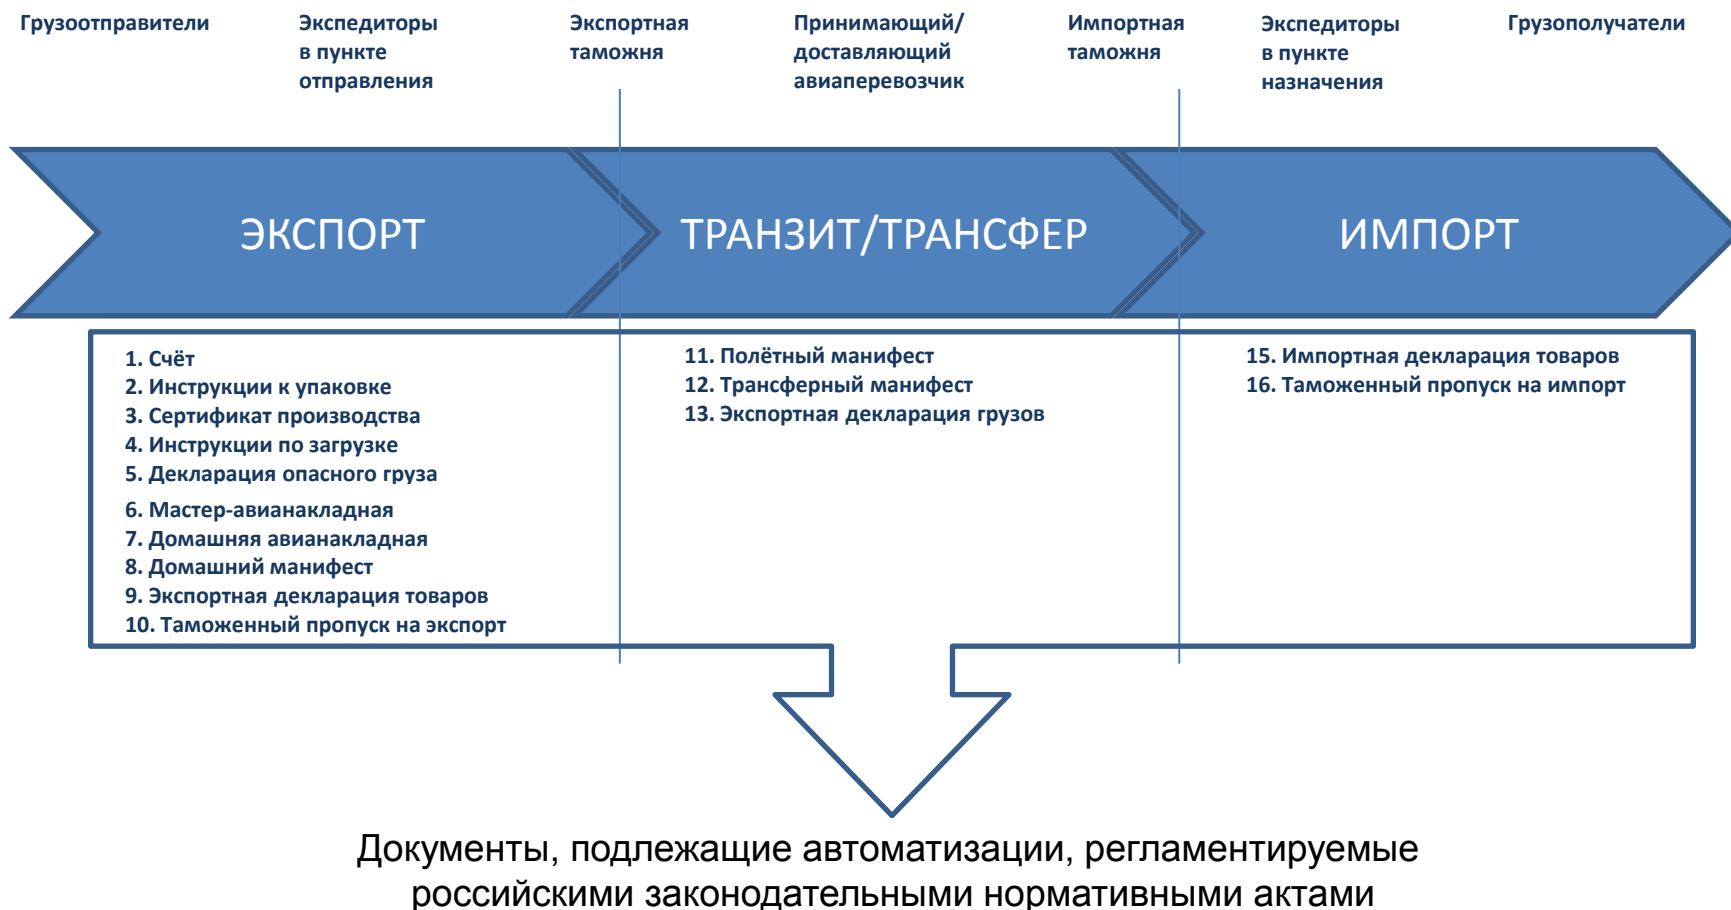 Грузоотправители
Экспедиторы
в пункте
отправления
Экспортная
таможня
Принимающий/
доставляющий
авиаперевозчик
Импортная
таможня
Экспедиторы
в пункте
назначения
Грузополучатели
ЭКСПОРТ
ТРАНЗИТ/ТРАНСФЕР
ИМПОРТ
1. Счёт
2. Инструкции к упаковке
3. Сертификат производства
4. Инструкции по загрузке
5. Декларация опасного груза
6. Мастер-авианакладная
7. Домашняя авианакладная
8. Домашний манифест
9. Экспортная декларация товаров
10. Таможенный пропуск на экспорт
11. Полётный манифест
12. Трансферный манифест
13. Экспортная декларация грузов
15. Импортная декларация товаров
16. Таможенный пропуск на импорт
Документы, подлежащие автоматизации, регламентируемые
российскими законодательными нормативными актами